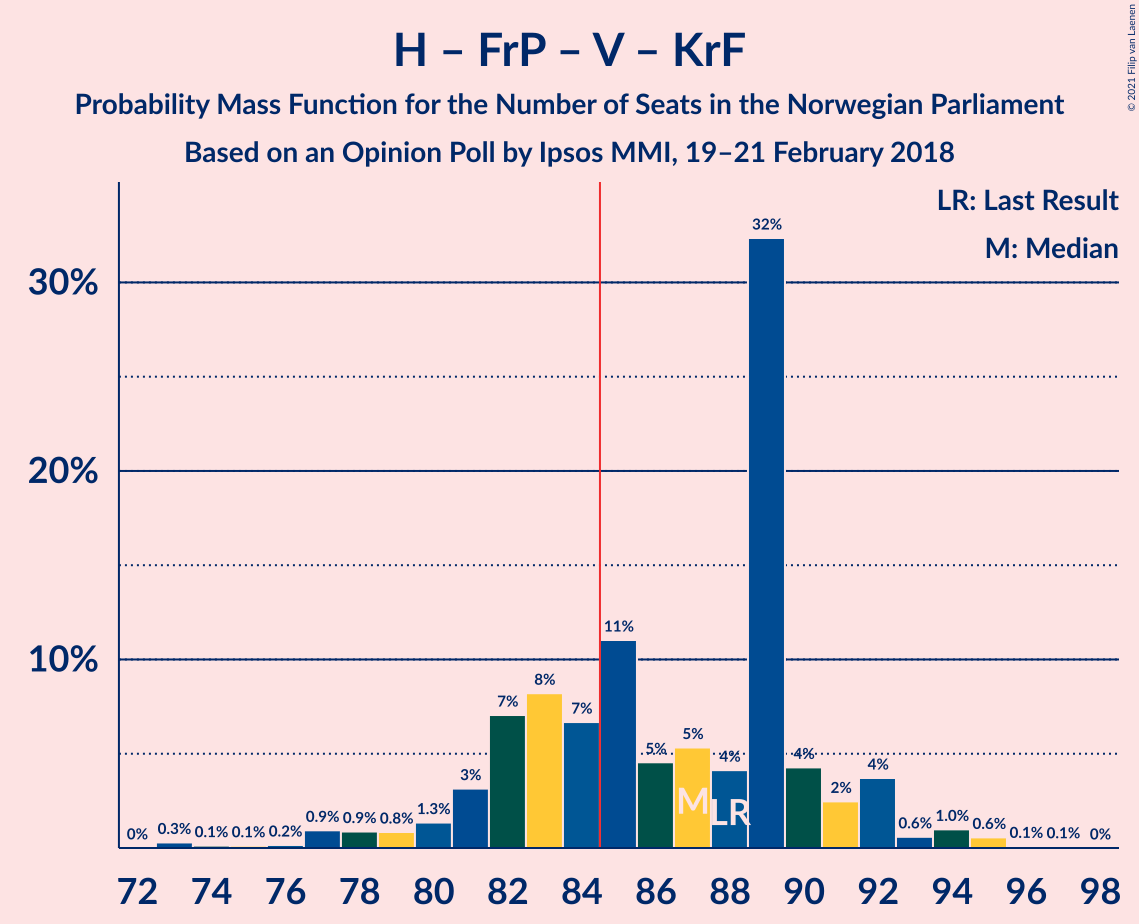 H – FrP – V – KrF
Probability Mass Function for the Number of Seats in the Norwegian Parliament
Based on an Opinion Poll by Ipsos MMI, 19–21 February 2018
© 2021 Filip van Laenen
LR: Last Result
M: Median
30%
20%
10%
0% 0.3% 0.1% 0.1% 0.2% 0.9% 0.9% 0.8% 1.3% 3% 7% 8% 7% 11% 5% 5% 4% 32% 4% 2% 4% 0.6% 1.0% 0.6% 0.1% 0.1% 0%
M LR
72 74 76 78 80 82 84 86 88 90 92 94 96 98